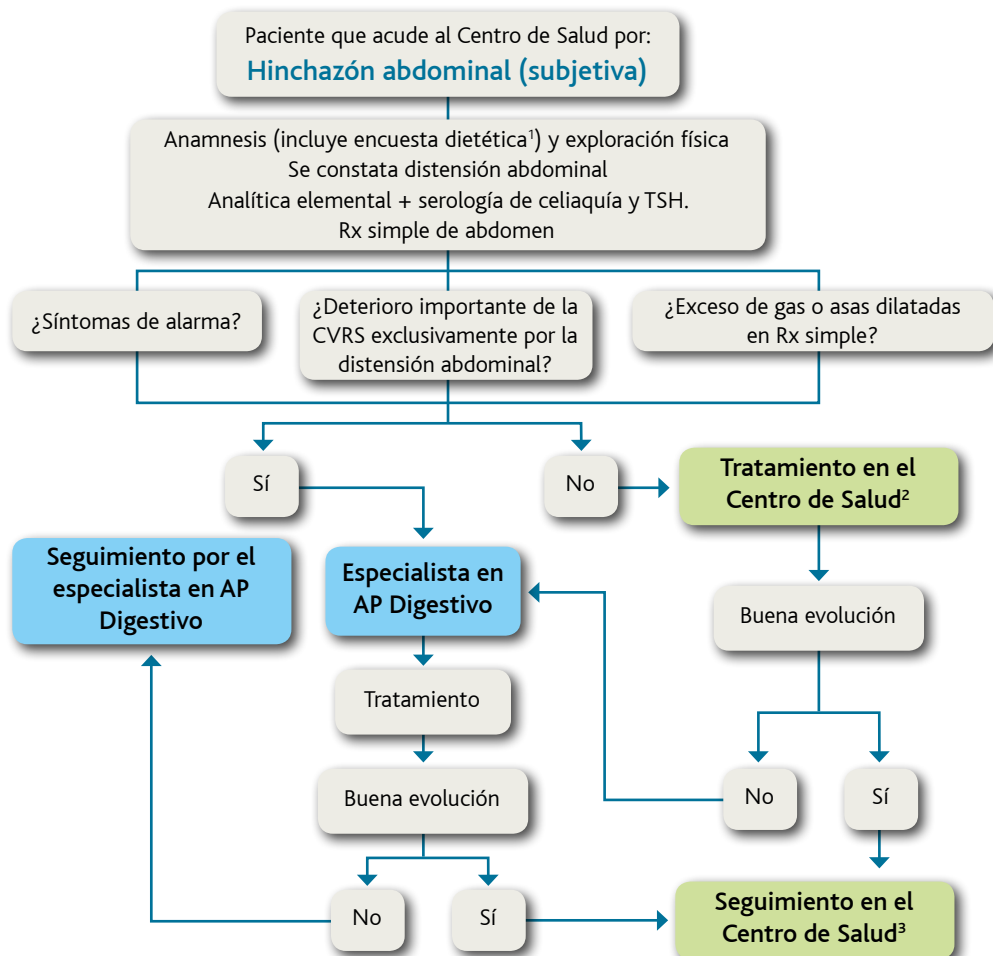 Paciente que acude al Centro de Salud por:
Hinchazón abdominal (subjetiva)
Anamnesis (incluye encuesta dietética¹) y exploración física
Se constata distensión abdominal
Analítica elemental + serología de celiaquía y TSH.
Rx simple de abdomen
¿Síntomas de alarma?
¿Deterioro importante de la
CVRS exclusivamente por la
distensión abdominal?
¿Exceso de gas o asas dilatadas
en Rx simple?
Sí
No
Tratamiento en el
Centro de Salud²
Seguimiento por el
especialista en AP
Digestivo
Especialista en
AP Digestivo
Buena evolución
Tratamiento
No
Sí
Buena evolución
No
Sí
Seguimiento en el
Centro de Salud³